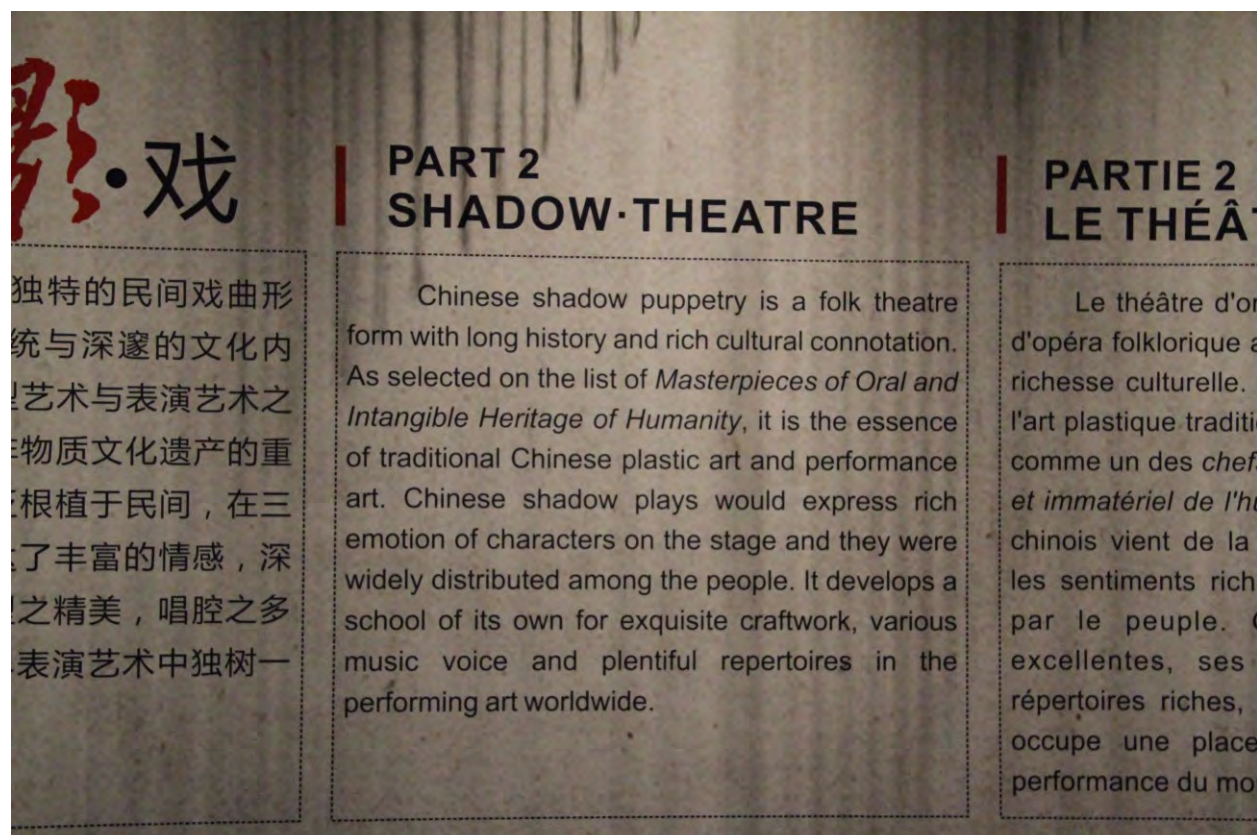 影·戏
独特的民间戏曲形
统与深邃的文化内
型艺术与表演艺术之
非物质文化遗产的重
根植于民间，在三
了丰富的情感，深
之精美，唱腔之多
表演艺术中独树一
PART 2
SHADOW·THEATRE
Chinese shadow puppetry is a folk theatre
form with long history and rich cultural connotation.
As selected on the list of Masterpieces of Oral and
Intangible Heritage of Humanity, it is the essence
of traditional Chinese plastic art and performance
art. Chinese shadow plays would express rich
emotion of characters on the stage and they were
widely distributed among the people. It develops a
school of its own for exquisite craftwork, various
music voice and plentiful repertoires in the
performing art worldwide.
PARTIE 2
LE THÉÂ
Le théâtre d'or
d'opéra folklorique a
richesse culturelle.
l'art plastique traditi
comme un des chefs
et immatériel de l'hu
chinois vient de la
les sentiments rich
par le peuple.
excellentes, ses
répertoires riches,
occupe une place
performance du mo